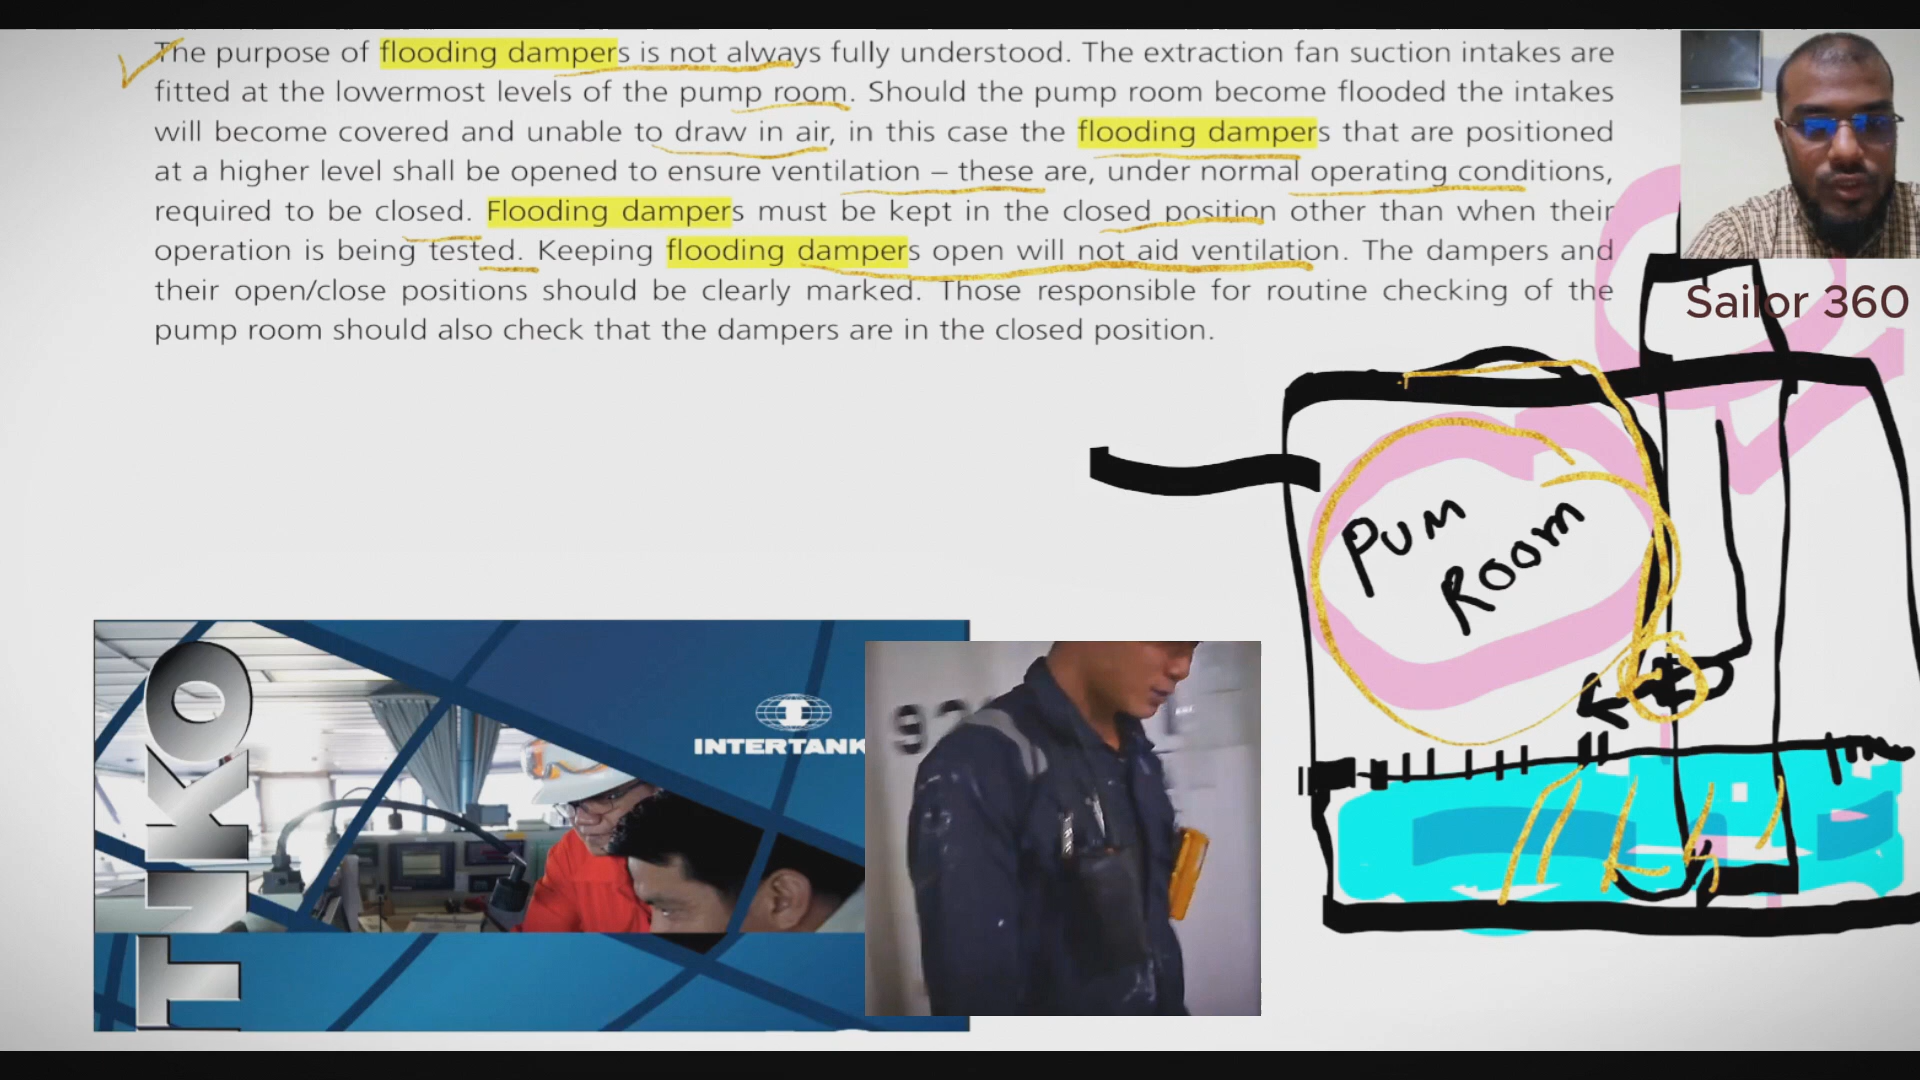 The purpose of flooding dampers is not always fully understood. The extraction fan suction intakes are
fitted at the lowermost levels of the pump room. Should the pump room become flooded the intakes
will become covered and unable to draw in air, in this case the flooding dampers that are positioned
at a higher level shall be opened to ensure ventilation – these are, under normal operating conditions,
required to be closed. Flooding dampers must be kept in the closed position other than when their
operation is being tested. Keeping flooding dampers open will not aid ventilation. The dampers and
their open/close positions should be clearly marked. Those responsible for routine checking of the
pump room should also check that the dampers are in the closed position.
Sailor 360
PUM
ROOM
INTERTANK